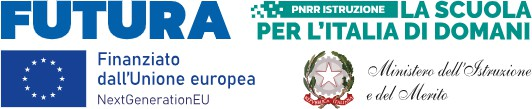 FUTURA
PNRR ISTRUZIONE
LA SCUOLA
PER L'ITALIA DI DOMANI
Finanziato
dall'Unione europea
NextGenerationEU
Ministero dell'Istruzione
e del Merito